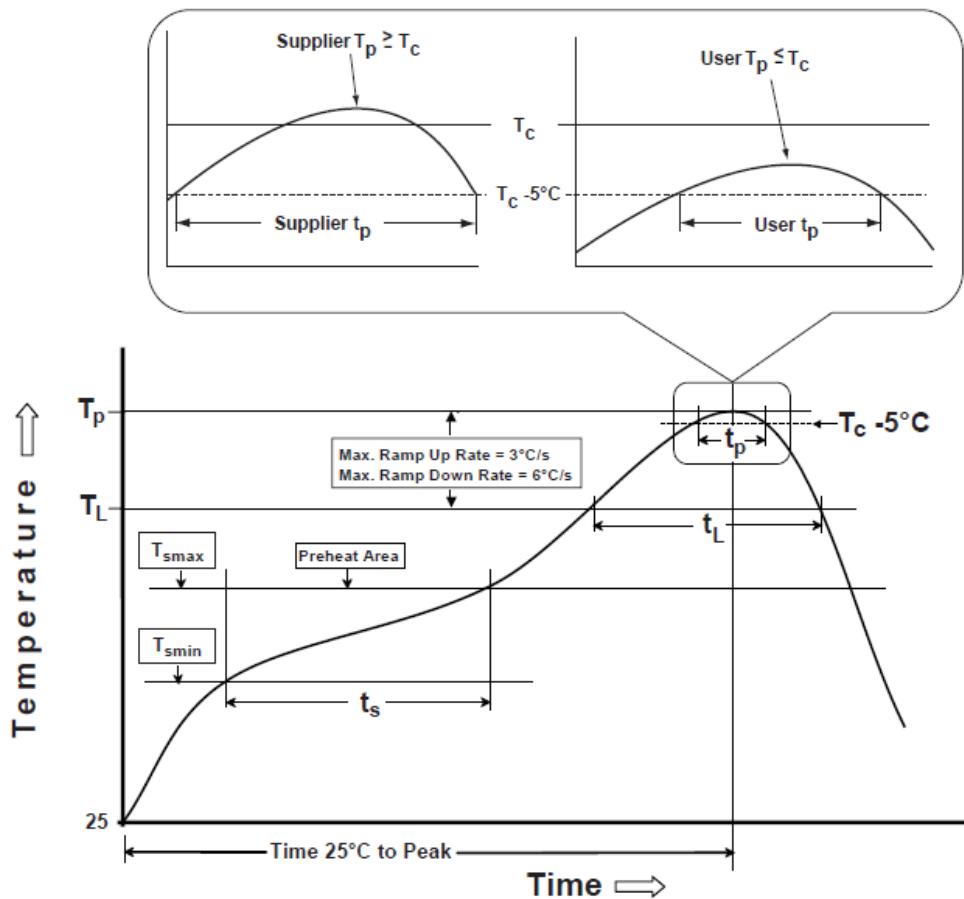 Supplier Tp ≥ Tc
User Tp ≤ Tc
Tc
Tc -5°C
Supplier tp
User tp
Tp
Tc -5°C
tp
Max. Ramp Up Rate = 3°C/s
Max. Ramp Down Rate = 6°C/s
TL
tL
Tsmax
Preheat Area
Tsmin
ts
Temperature
25
Time 25°C to Peak
Time